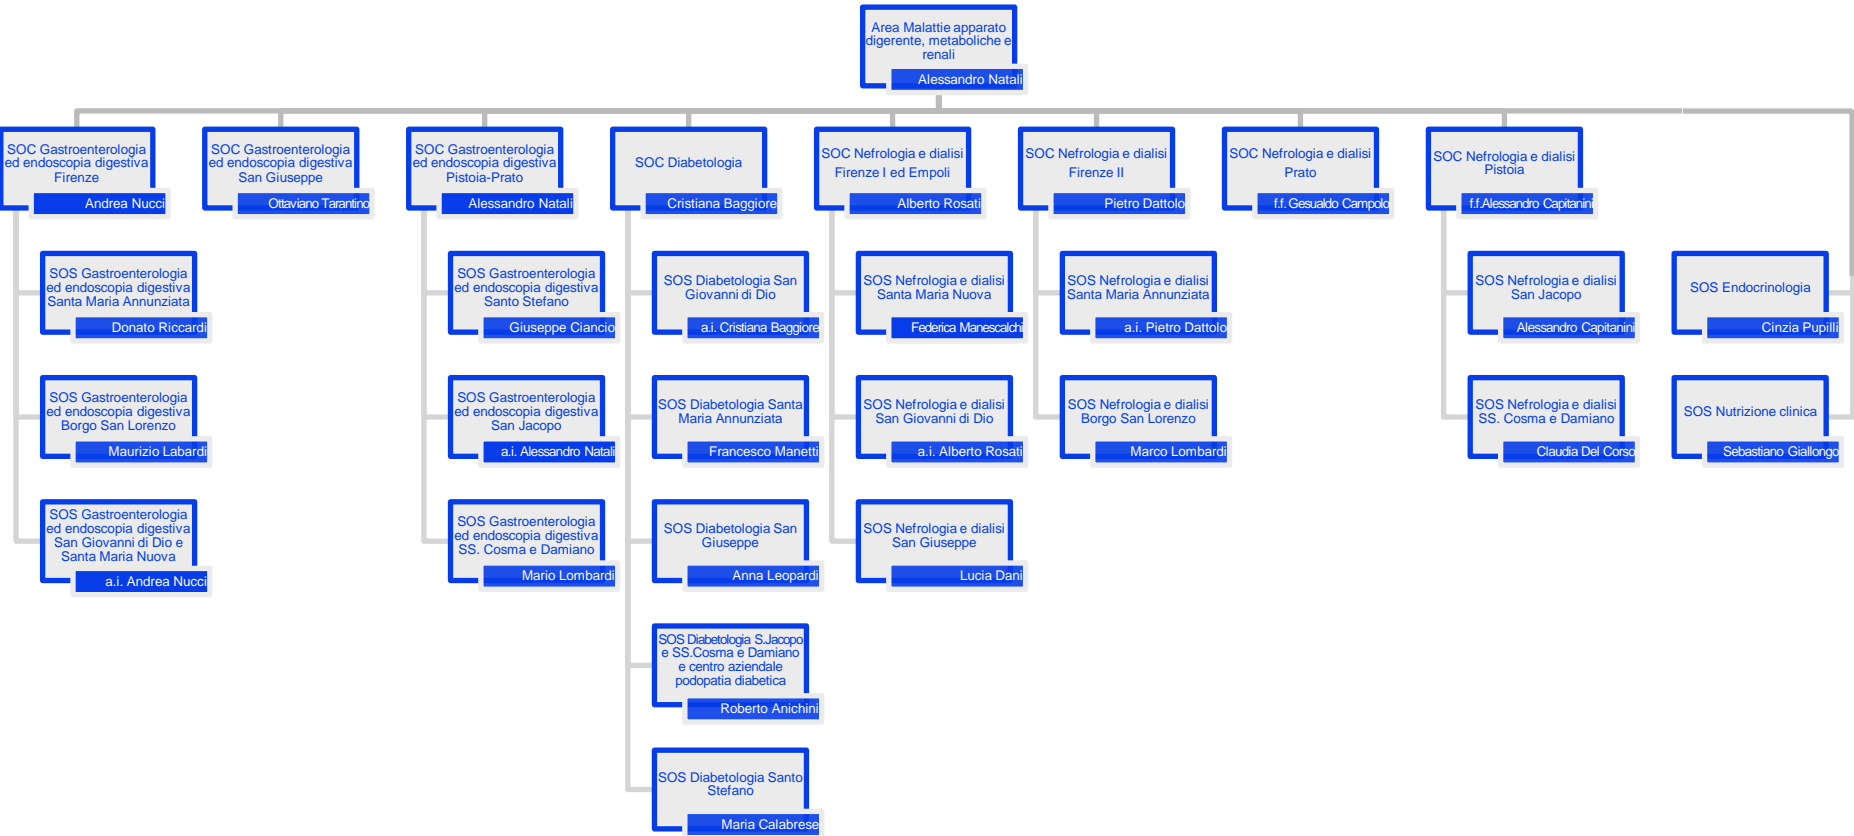 Area Malattie apparato
digerente, metaboliche e
renali
Alessandro Natali
SOC Gastroenterologia
ed endoscopia digestiva
Firenze
Andrea Nucci
SOC Gastroenterologia
ed endoscopia digestiva
San Giuseppe
Ottaviano Tarantino
SOC Gastroenterologia
ed endoscopia digestiva
Pistoia-Prato
Alessandro Natali
SOC Diabetologia
Cristiana Baggiore
SOC Nefrologia e dialisi
Firenze I ed Empoli
Alberto Rosati
SOC Nefrologia e dialisi
Firenze II
Pietro Dattolo
SOC Nefrologia e dialisi
Prato
f.f. Gesualdo Campolo
SOC Nefrologia e dialisi
Pistoia
f.f.Alessandro Capitanini
SOS Gastroenterologia
ed endoscopia digestiva
Santa Maria Annunziata
Donato Riccardi
SOS Gastroenterologia
ed endoscopia digestiva
Borgo San Lorenzo
Maurizio Labardi
SOS Gastroenterologia
ed endoscopia digestiva
San Giovanni di Dio e
Santa Maria Nuova
a.i. Andrea Nucci
SOS Gastroenterologia
ed endoscopia digestiva
Santo Stefano
Giuseppe Ciancio
SOS Gastroenterologia
ed endoscopia digestiva
San Jacopo
a.i. Alessandro Natali
SOS Gastroenterologia
ed endoscopia digestiva
SS. Cosma e Damiano
Mario Lombardi
SOS Diabetologia San
Giovanni di Dio
a.i. Cristiana Baggiore
SOS Diabetologia Santa
Maria Annunziata
Francesco Manetti
SOS Diabetologia San
Giuseppe
Anna Leopardi
SOS Diabetologia S.Jacopo
e SS.Cosma e Damiano
e centro aziendale
podopatia diabetica
Roberto Anichini
SOS Diabetologia Santo
Stefano
Maria Calabrese
SOS Nefrologia e dialisi
Santa Maria Nuova
Federica Manescalchi
SOS Nefrologia e dialisi
San Giovanni di Dio
a.i. Alberto Rosati
SOS Nefrologia e dialisi
San Giuseppe
Lucia Dani
SOS Nefrologia e dialisi
Santa Maria Annunziata
a.i. Pietro Dattolo
SOS Nefrologia e dialisi
Borgo San Lorenzo
Marco Lombardi
SOS Nefrologia e dialisi
San Jacopo
Alessandro Capitanini
SOS Nefrologia e dialisi
SS. Cosma e Damiano
Claudia Del Corso
SOS Endocrinologia
Cinzia Pupilli
SOS Nutrizione clinica
Sebastiano Giallongo